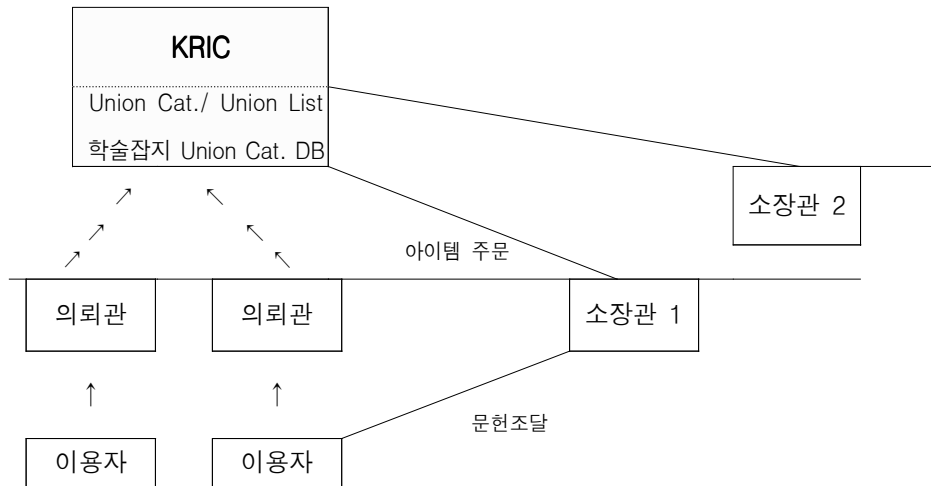 KRIC
Union Cat./ Union List
학술잡지 Union Cat. DB
↗ ↖
소장관 2
↗ ↖
아이템 주문
↗ ↖
의뢰관 의뢰관 소장관 1
↑ ↑
문헌조달
이용자 이용자